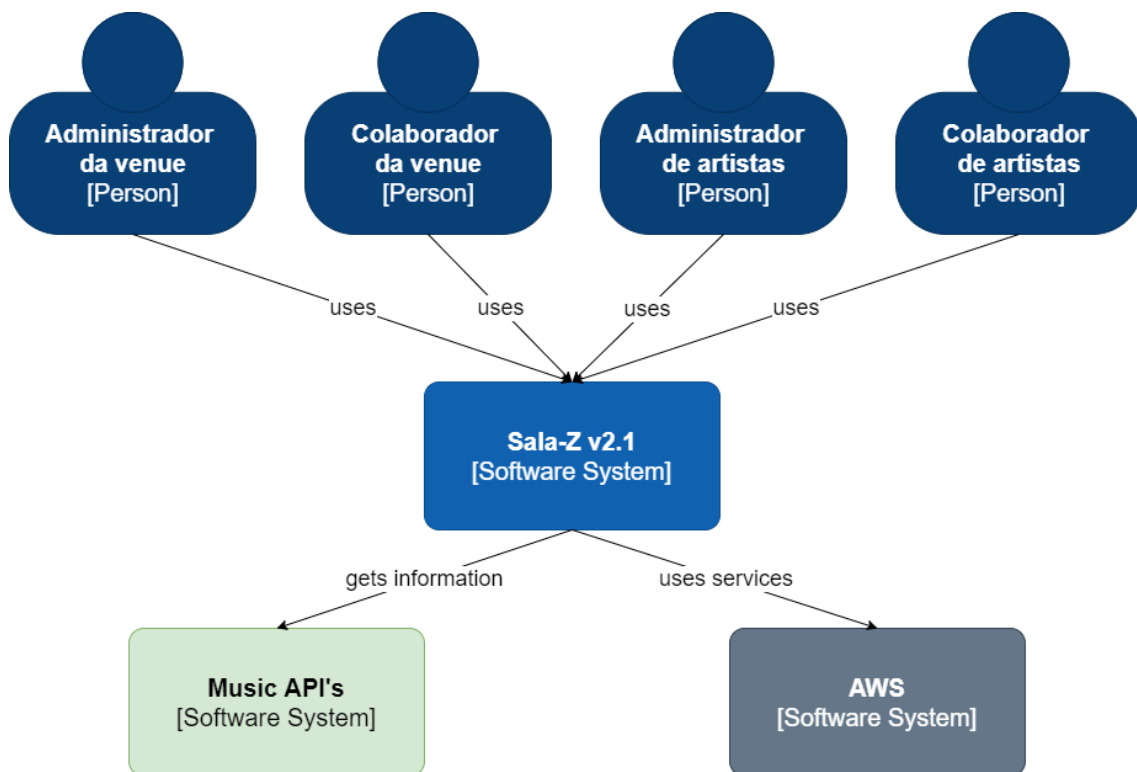 Administrador
da venue
[Person]
Colaborador
da venue
[Person]
Administrador
de artistas
[Person]
Colaborador
de artistas
[Person]
uses
uses
uses
uses
Sala-Z v2.1
[Software System]
gets information
uses services
Music API's
[Software System]
AWS
[Software System]